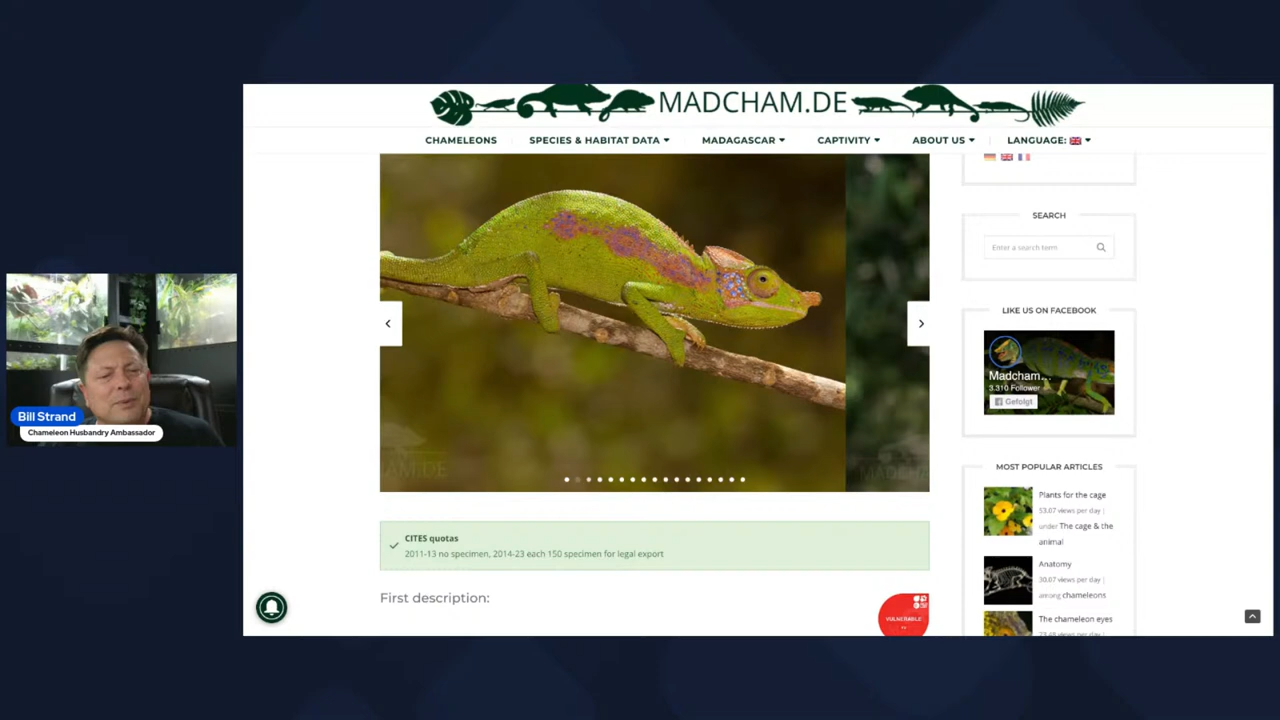 MADCHAM.DE
CHAMELEONS
SPECIES & HABITAT DATA
MADAGASCAR
CAPTIVITY
ABOUT US
LANGUAGE:
SEARCH
Enter a search term
LIKE US ON FACEBOOK
Madcham...
3.310 Follower
Gefolgt
MOST POPULAR ARTICLES
Plants for the cage
53.07 views per day |
under The cage & the
animal
Anatomy
30.07 views per day |
among chameleons
The chameleon eyes
CITES quotas
2011-13 no specimen, 2014-23 each 150 specimen for legal export
First description:
VULNERABLE
Bill Strand
Chameleon Husbandry Ambassador